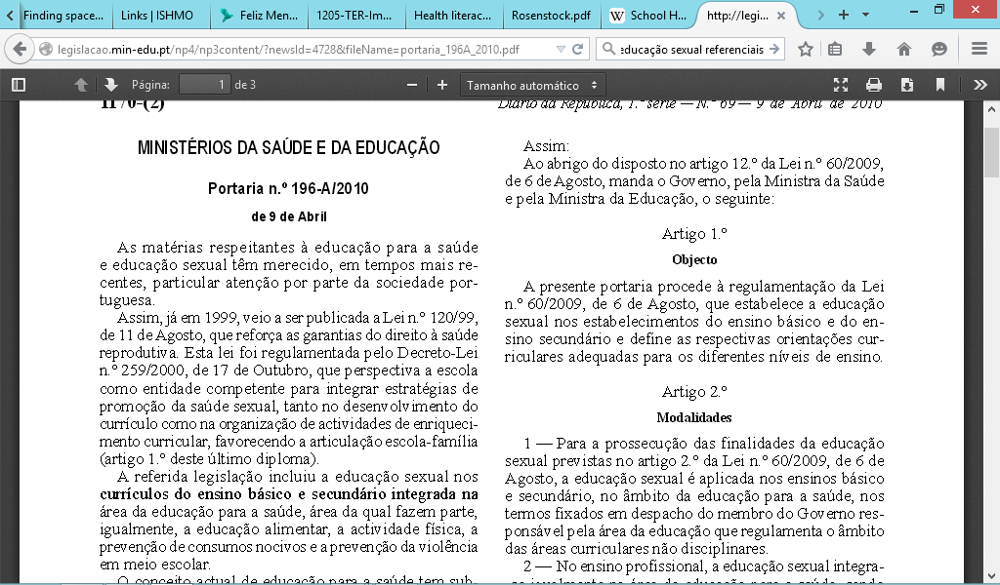 Finding space...
Links | ISHMO
Feliz Men...
1205-TER-Im...
Health literac...
Rosenstock.pdf
W School H...
http://legi...
legislacao.min-edu.pt/np4/np3content/?newsId=4728&fileName=portaria_196A_2010.pdf
educação sexual referenciais
Página: 1 de 3
Tamanho automático
Diário da República, 1.ª série — N.º 69 — 9 de Abril de 2010
MINISTÉRIOS DA SAÚDE E DA EDUCAÇÃO
Portaria n.º 196-A/2010
de 9 de Abril
As matérias respeitantes à educação para a saúde
e educação sexual têm merecido, em tempos mais re-
centes, particular atenção por parte da sociedade por-
tuguesa.
Assim, já em 1999, veio a ser publicada a Lei n.º 120/99,
de 11 de Agosto, que reforça as garantias do direito à saúde
reprodutiva. Esta lei foi regulamentada pelo Decreto-Lei
n.º 259/2000, de 17 de Outubro, que perspectiva a escola
como entidade competente para integrar estratégias de
promoção da saúde sexual, tanto no desenvolvimento do
currículo como na organização de actividades de enriqueci-
mento curricular, favorecendo a articulação escola-família
(artigo 1.º deste último diploma).
A referida legislação incluiu a educação sexual nos
currículos do ensino básico e secundário integrada na
área da educação para a saúde, área da qual fazem parte,
igualmente, a educação alimentar, a actividade física, a
prevenção de consumos nocivos e a prevenção da violência
em meio escolar.
O conceito actual de educação para a saúde tem sub-
Assim:
Ao abrigo do disposto no artigo 12.º da Lei n.º 60/2009,
de 6 de Agosto, manda o Governo, pela Ministra da Saúde
e pela Ministra da Educação, o seguinte:
Artigo 1.º
Objecto
A presente portaria procede à regulamentação da Lei
n.º 60/2009, de 6 de Agosto, que estabelece a educação
sexual nos estabelecimentos do ensino básico e do en-
sino secundário e define as respectivas orientações cur-
riculares adequadas para os diferentes níveis de ensino.
Artigo 2.º
Modalidades
1 — Para a prossecução das finalidades da educação
sexual previstas no artigo 2.º da Lei n.º 60/2009, de 6 de
Agosto, a educação sexual é aplicada nos ensinos básico
e secundário, no âmbito da educação para a saúde, nos
termos fixados em despacho do membro do Governo res-
ponsável pela área da educação que regulamenta o âmbito
das áreas curriculares não disciplinares.
2 — No ensino profissional, a educação sexual integra-